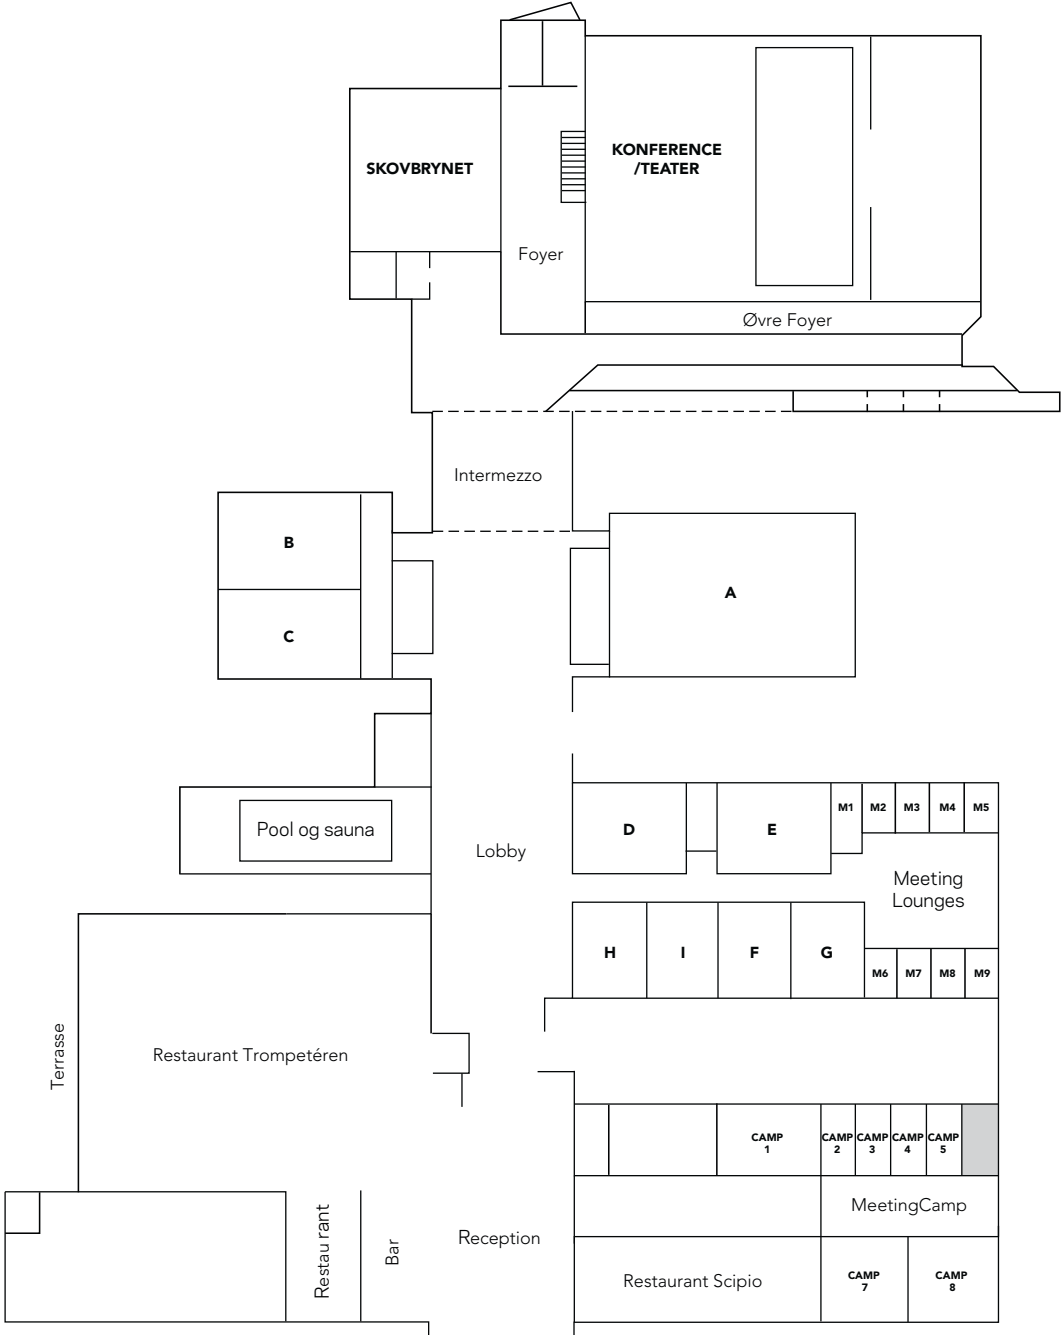 SKOVBRYNET
KONFERENCE
/TEATER
Foyer
Øvre Foyer
Intermezzo
B
A
C
Pool og sauna
Lobby
D
E
M1
M2
M3
M4
M5
Meeting
Lounges
H
I
F
G
M6
M7
M8
M9
Terrasse
Restaurant Trompetéren
CAMP
1
CAMP
2
CAMP
3
CAMP
4
CAMP
5
MeetingCamp
Restau rant
Bar
Reception
Restaurant Scipio
CAMP
7
CAMP
8